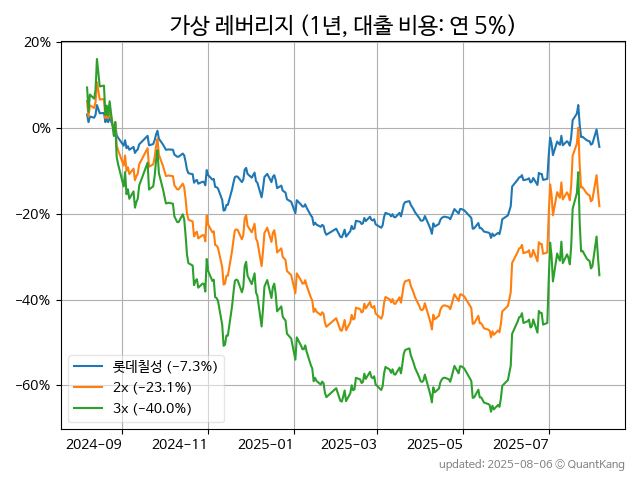 가상 레버리지 (1년, 대출 비용: 연 5%)
20%
0%
−20%
−40%
−60%
롯데칠성 (−7.3%)
2x (−23.1%)
3x (−40.0%)
2024-09 2024-11 2025-01 2025-03 2025-05 2025-07
updated: 2025-08-06 © QuantKang